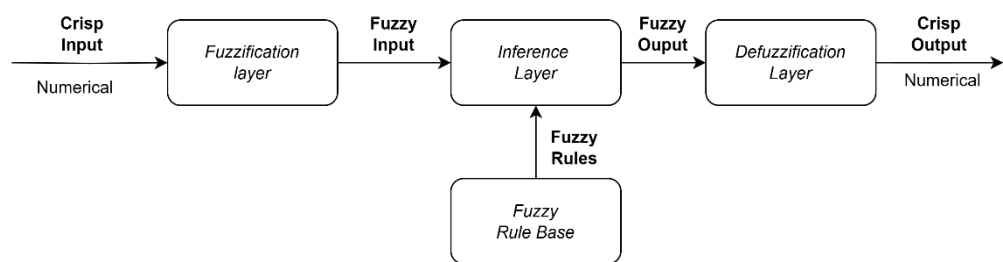 Crisp
Input
Numerical
Fuzzification
layer
Fuzzy
Input
Inference
Layer
Fuzzy
Ouput
Defuzzification
Layer
Crisp
Output
Numerical
Fuzzy
Rules
Fuzzy
Rule Base